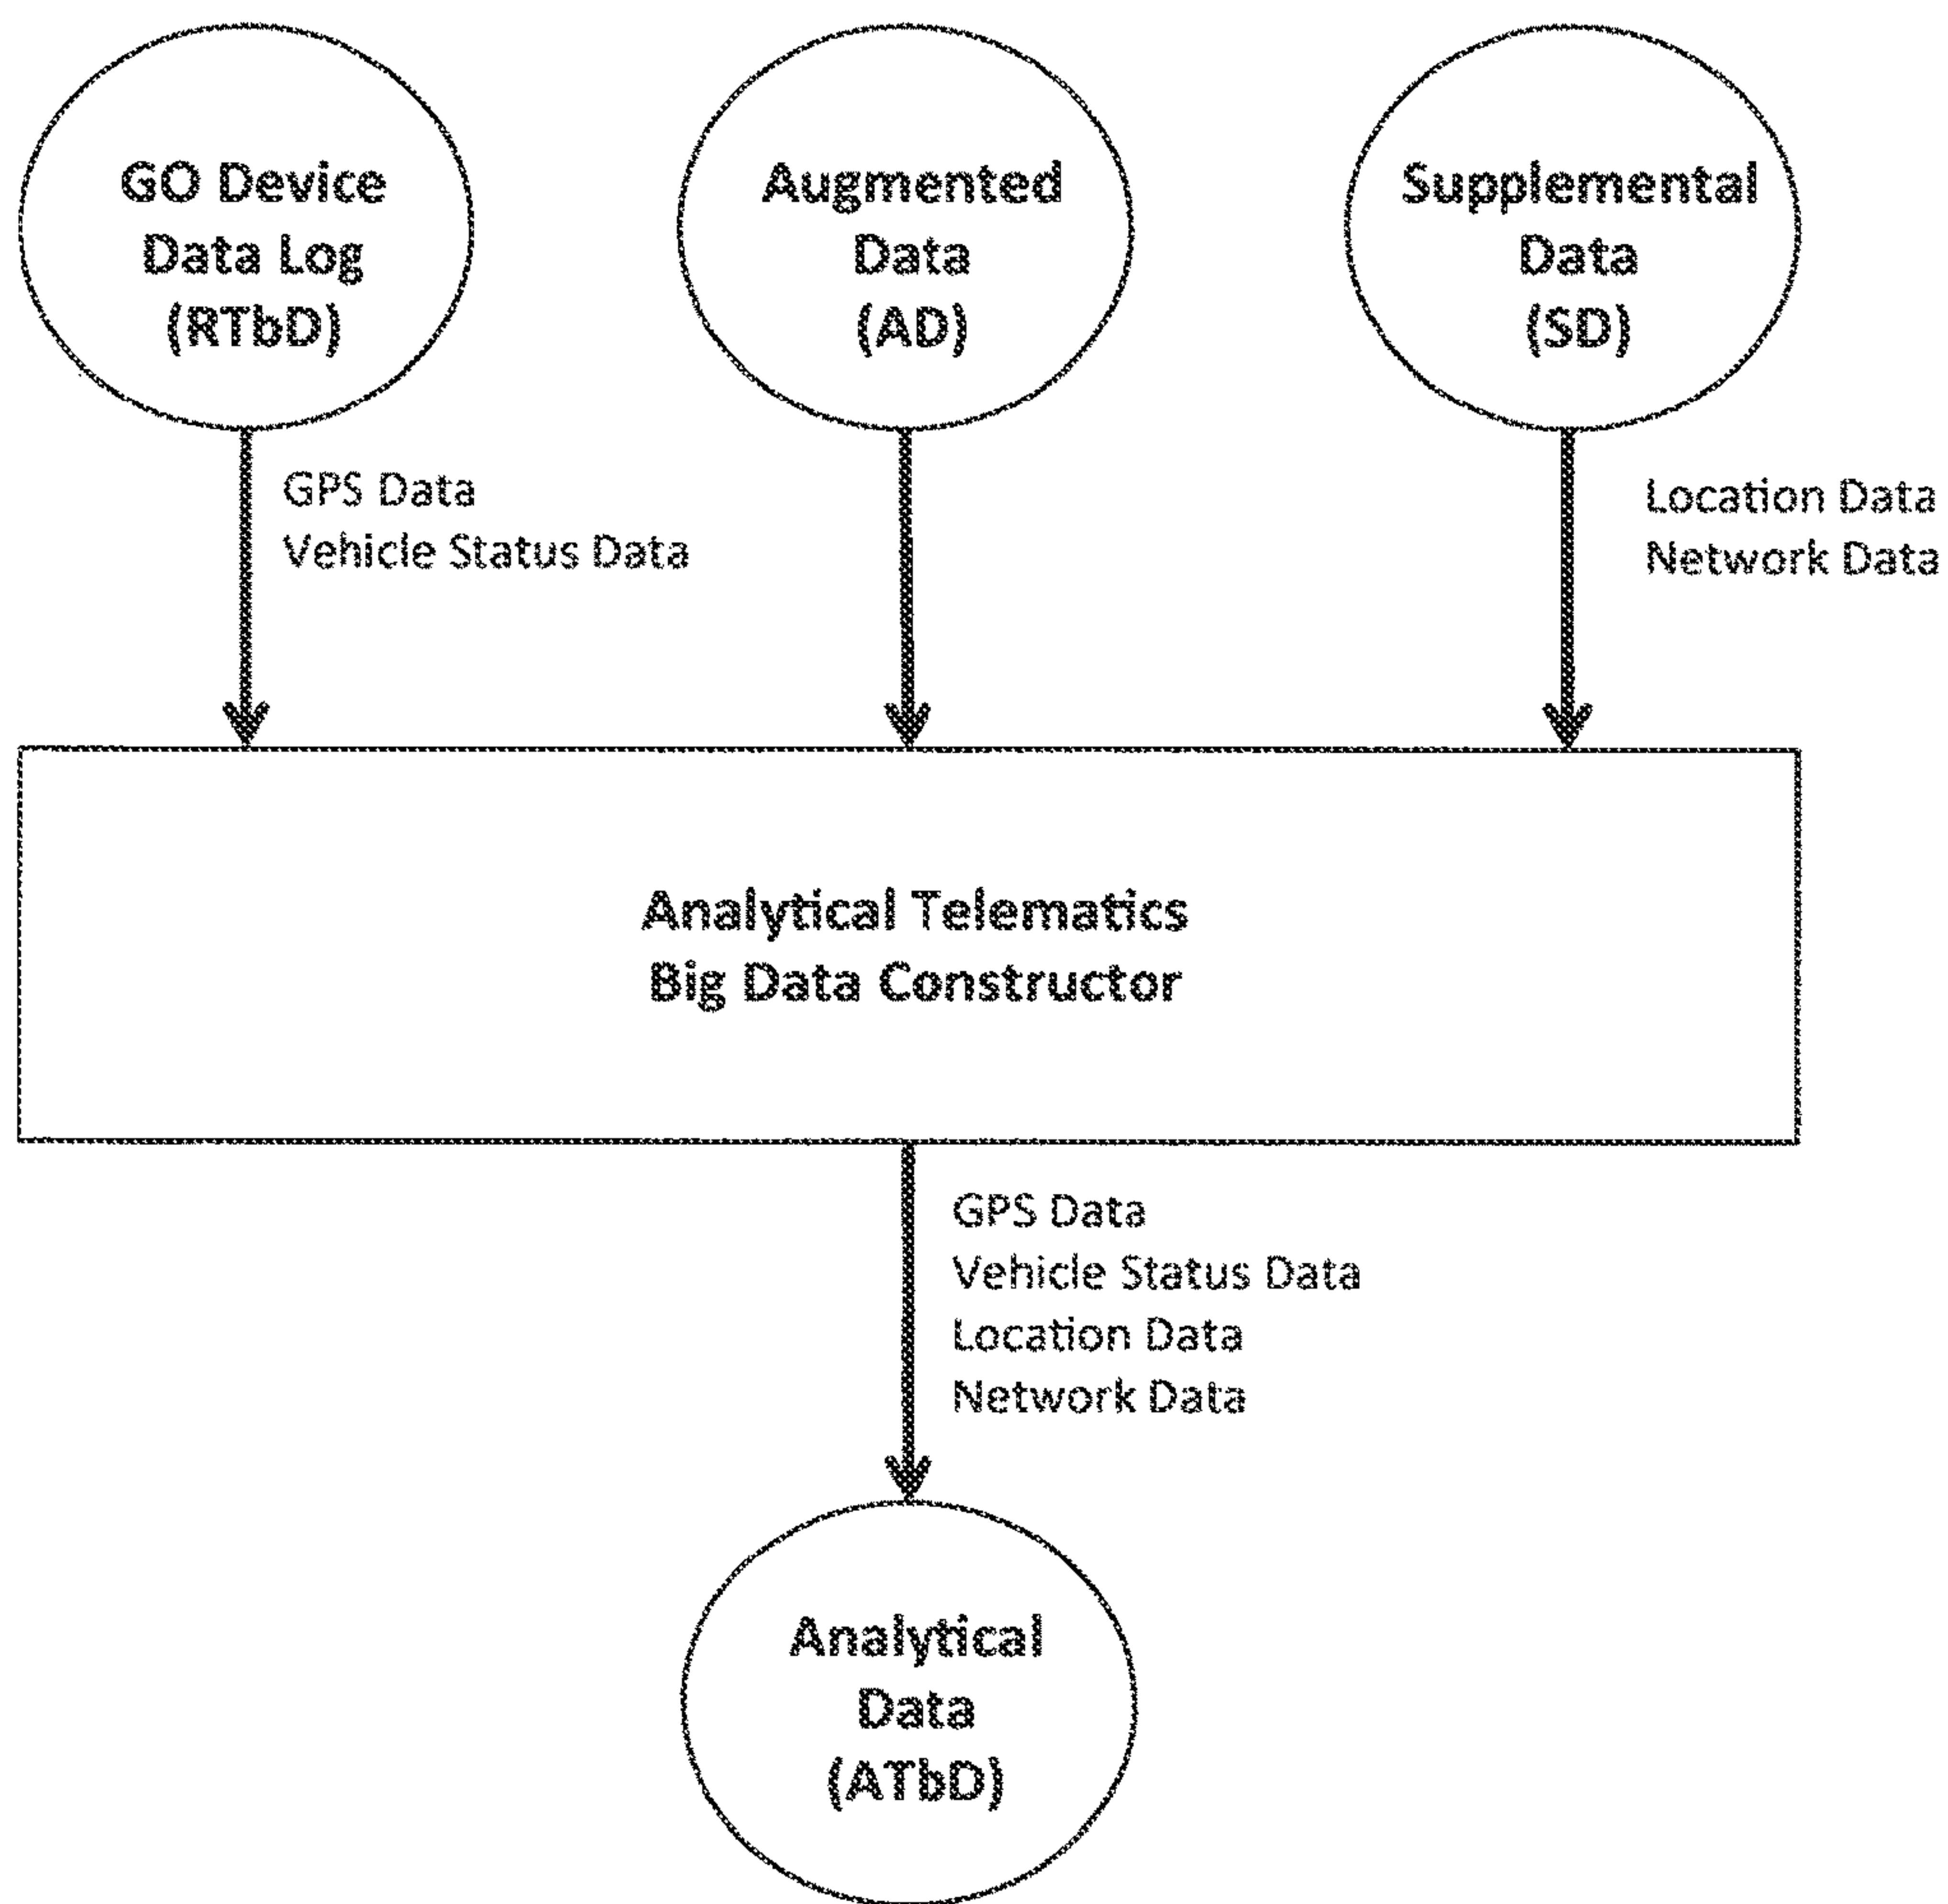 GO Device
Data Log
(RTbD)
Augmented
Data
(AD)
Supplemental
Data
(SD)
GPS Data
Vehicle Status Data
Location Data
Network Data
Analytical Telematics
Big Data Constructor
GPS Data
Vehicle Status Data
Location Data
Network Data
Analytical
Data
(ATbD)